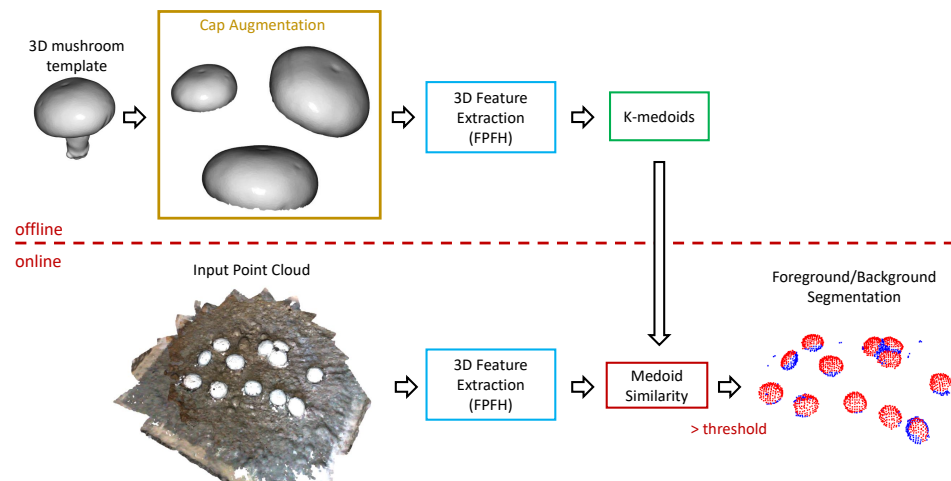 Cap Augmentation
3D mushroom
template
3D Feature
Extraction
(FPFH)
K-medoids
offline
online
Input Point Cloud
Foreground/Background
Segmentation
3D Feature
Extraction
(FPFH)
Medoid
Similarity
> threshold